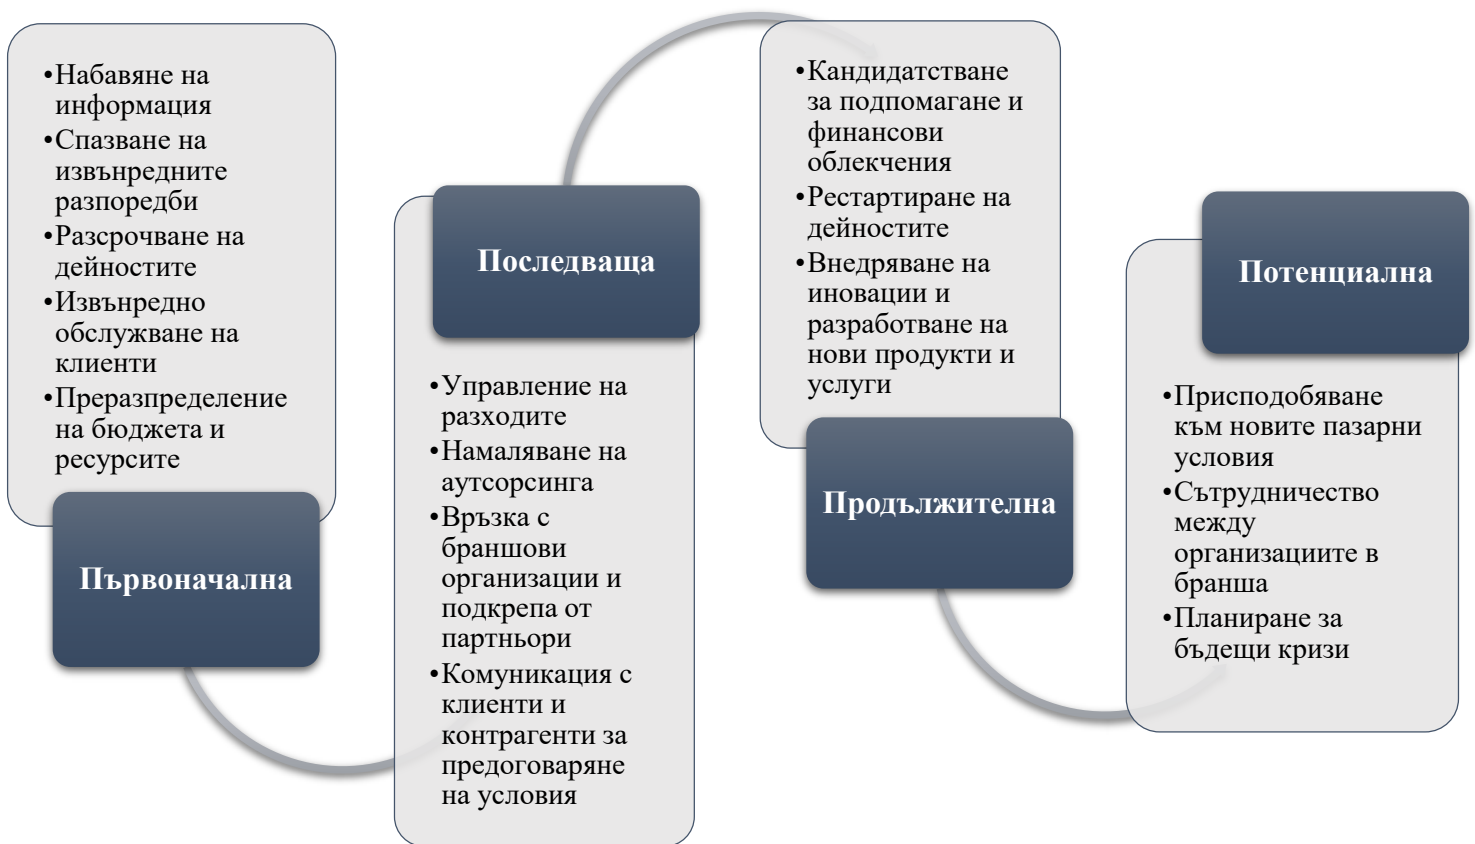 •Набавяне на
информация
•Спазване на
извънредните
разпоредби
•Разсрочване на
дейностите
•Извънредно
обслужване на
клиенти
•Преразпределение
на бюджета и
ресурсите
Първоначална
Последваща
•Управление на
разходите
•Намаляване на
аутсорсинга
•Връзка с
браншови
организации и
подкрепа от
партньори
•Комуникация с
клиенти и
контрагенти за
предоговаряне
на условия
•Кандидатстване
за подпомагане и
финансови
облекчения
•Рестартиране на
дейностите
•Внедряване на
иновации и
разработване на
нови продукти и
услуги
Продължителна
Потенциална
•Присподобяване
към новите пазарни
условия
•Сътрудничество
между
организациите в
бранша
•Планиране за
бъдещи кризи